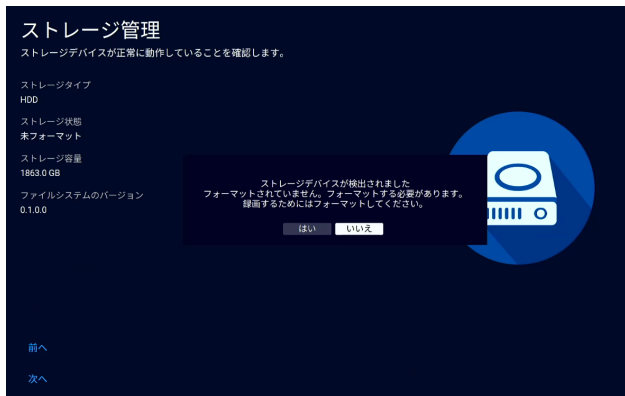 ストレージ管理
ストレージデバイスが正常に動作していることを確認します。
ストレージタイプ
HDD
ストレージ状態
未フォーマット
ストレージ容量
1863.0 GB
ファイルシステムのバージョン
0.1.0.0
ストレージデバイスが検出されました
フォーマットされていません。フォーマットする必要があります。
録画するためにはフォーマットしてください。
はい
いいえ
前へ
次へ